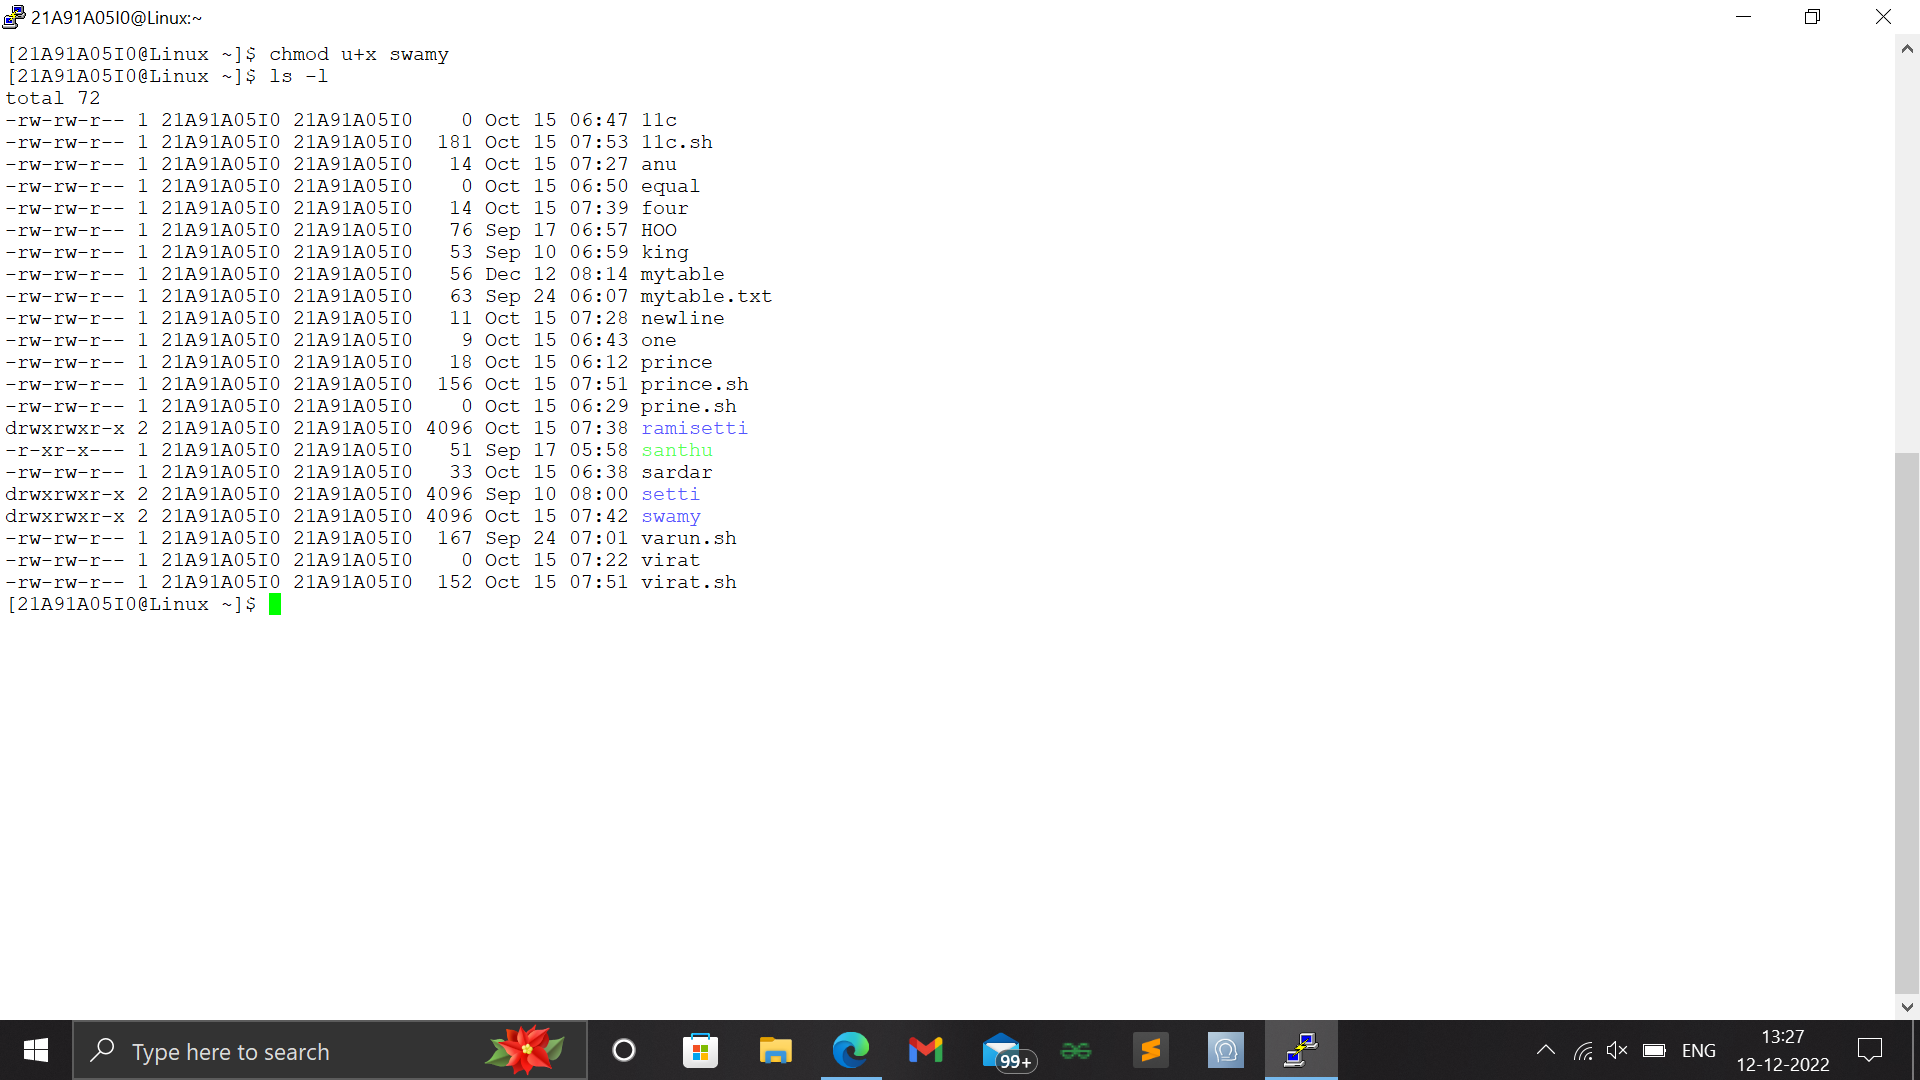 21A91A05I0@Linux:~
[21A91A05I0@Linux ~]$ chmod u+x swamy
[21A91A05I0@Linux ~]$ ls -l
total 72
-rw-rw-r-- 1 21A91A05I0 21A91A05I0    0 Oct 15 06:47 11c
-rw-rw-r-- 1 21A91A05I0 21A91A05I0  181 Oct 15 07:53 11c.sh
-rw-rw-r-- 1 21A91A05I0 21A91A05I0   14 Oct 15 07:27 anu
-rw-rw-r-- 1 21A91A05I0 21A91A05I0    0 Oct 15 06:50 equal
-rw-rw-r-- 1 21A91A05I0 21A91A05I0   14 Oct 15 07:39 four
-rw-rw-r-- 1 21A91A05I0 21A91A05I0   76 Sep 17 06:57 HOO
-rw-rw-r-- 1 21A91A05I0 21A91A05I0   53 Sep 10 06:59 king
-rw-rw-r-- 1 21A91A05I0 21A91A05I0   56 Dec 12 08:14 mytable
-rw-rw-r-- 1 21A91A05I0 21A91A05I0   63 Sep 24 06:07 mytable.txt
-rw-rw-r-- 1 21A91A05I0 21A91A05I0   11 Oct 15 07:28 newline
-rw-rw-r-- 1 21A91A05I0 21A91A05I0    9 Oct 15 06:43 one
-rw-rw-r-- 1 21A91A05I0 21A91A05I0   18 Oct 15 06:12 prince
-rw-rw-r-- 1 21A91A05I0 21A91A05I0  156 Oct 15 07:51 prince.sh
-rw-rw-r-- 1 21A91A05I0 21A91A05I0    0 Oct 15 06:29 prine.sh
drwxrwxr-x 2 21A91A05I0 21A91A05I0 4096 Oct 15 07:38 ramisetti
-r-xr-x--- 1 21A91A05I0 21A91A05I0   51 Sep 17 05:58 santhu
-rw-rw-r-- 1 21A91A05I0 21A91A05I0   33 Oct 15 06:38 sardar
drwxrwxr-x 2 21A91A05I0 21A91A05I0 4096 Sep 10 08:00 setti
drwxrwxr-x 2 21A91A05I0 21A91A05I0 4096 Oct 15 07:42 swamy
-rw-rw-r-- 1 21A91A05I0 21A91A05I0  167 Sep 24 07:01 varun.sh
-rw-rw-r-- 1 21A91A05I0 21A91A05I0    0 Oct 15 07:22 virat
-rw-rw-r-- 1 21A91A05I0 21A91A05I0  152 Oct 15 07:51 virat.sh
[21A91A05I0@Linux ~]$
Type here to search
99+
ENG
13:27
12-12-2022